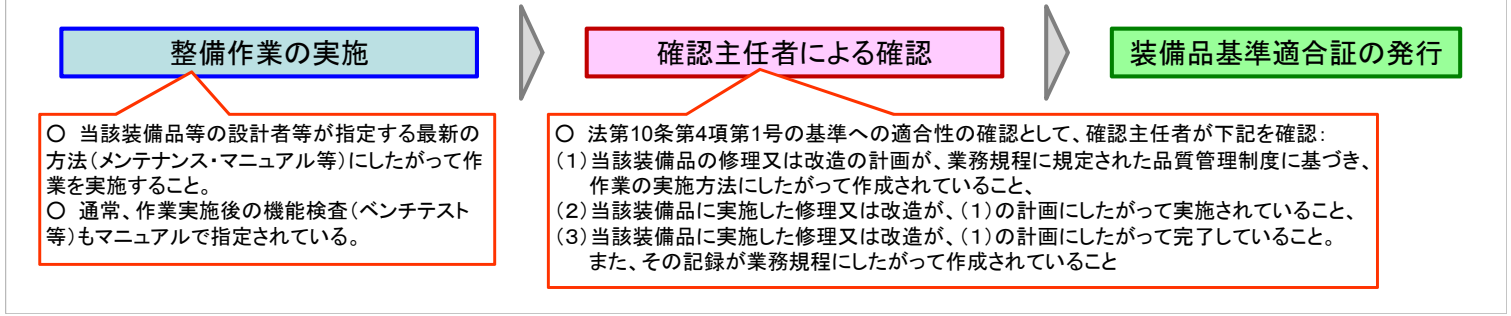 整備作業の実施
確認主任者による確認
装備品基準適合証の発行
○ 当該装備品等の設計者等が指定する最新の
方法(メンテナンス・マニュアル等)にしたがって作
業を実施すること。
○ 通常、作業実施後の機能検査(ベンチテスト
等)もマニュアルで指定されている。
○ 法第10条第4項第1号の基準への適合性の確認として、確認主任者が下記を確認:
(1)当該装備品の修理又は改造の計画が、業務規程に規定された品質管理制度に基づき、
作業の実施方法にしたがって作成されていること、
(2)当該装備品に実施した修理又は改造が、(1)の計画にしたがって実施されていること、
(3)当該装備品に実施した修理又は改造が、(1)の計画にしたがって完了していること。
また、その記録が業務規程にしたがって作成されていること